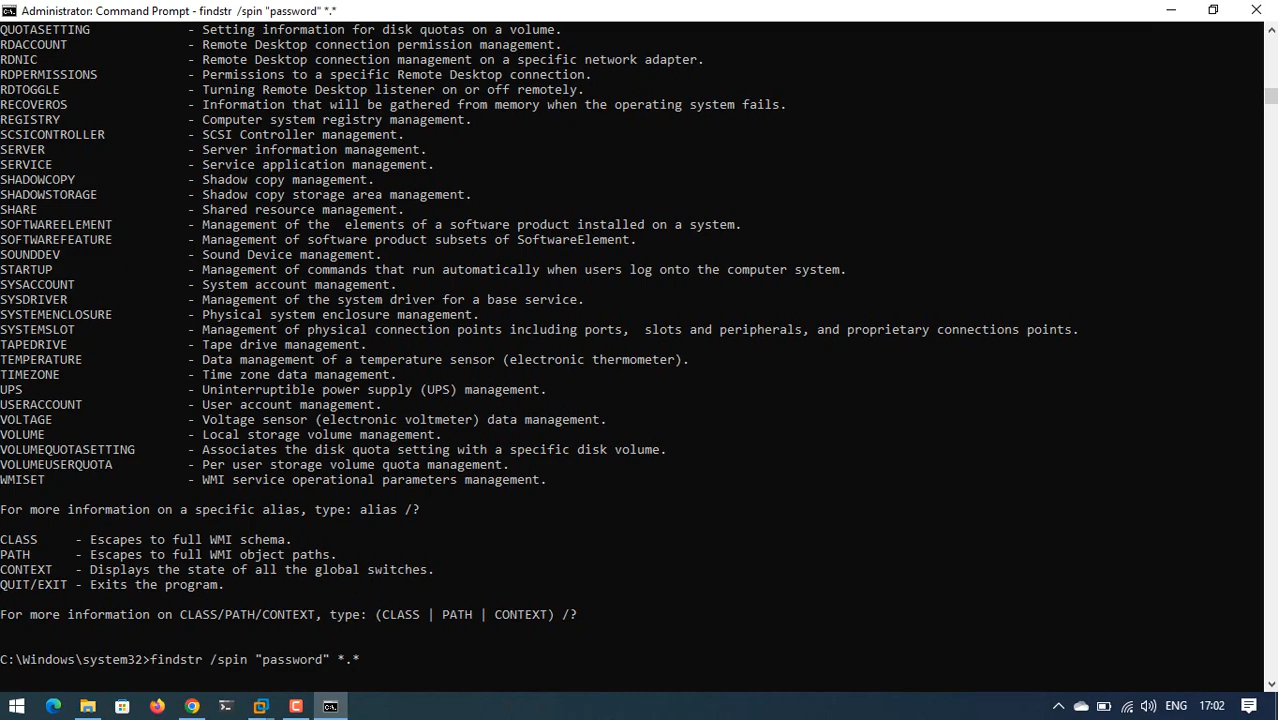 Administrator: Command Prompt - findstr /spin "password" *.*
QUOTASETTING - Setting information for disk quotas on a volume.
RDACCOUNT - Remote Desktop connection permission management.
RDNIC - Remote Desktop connection management on a specific network adapter.
RDPERMISSIONS - Permissions to a specific Remote Desktop connection.
RDTOGGLE - Turning Remote Desktop listener on or off remotely.
RECOVEROS - Information that will be gathered from memory when the operating system fails.
REGISTRY - Computer system registry management.
SCSICONTROLLER - SCSI Controller management.
SERVER - Server information management.
SERVICE - Service application management.
SHADOWCOPY - Shadow copy management.
SHADOWSTORAGE - Shadow copy storage area management.
SHARE - Shared resource management.
SOFTWAREELEMENT - Management of the  elements of a software product installed on a system.
SOFTWAREFEATURE - Management of software product subsets of SoftwareElement.
SOUNDDEV - Sound Device management.
STARTUP - Management of commands that run automatically when users log onto the computer system.
SYSACCOUNT - System account management.
SYSDRIVER - Management of the system driver for a base service.
SYSTEMENCLOSURE - Physical system enclosure management.
SYSTEMSLOT - Management of physical connection points including ports,  slots and peripherals, and proprietary connections points.
TAPEDRIVE - Tape drive management.
TEMPERATURE - Data management of a temperature sensor (electronic thermometer).
TIMEZONE - Time zone data management.
UPS - Uninterruptible power supply (UPS) management.
USERACCOUNT - User account management.
VOLTAGE - Voltage sensor (electronic voltmeter) data management.
VOLUME - Local storage volume management.
VOLUMEQUOTASETTING - Associates the disk quota setting with a specific disk volume.
VOLUMEUSERQUOTA - Per user storage volume quota management.
WMISET - WMI service operational parameters management.
For more information on a specific alias, type: alias /?
CLASS - Escapes to full WMI schema.
PATH - Escapes to full WMI object paths.
CONTEXT - Displays the state of all the global switches.
QUIT/EXIT - Exits the program.
For more information on CLASS/PATH/CONTEXT, type: (CLASS | PATH | CONTEXT) /?
C:\Windows\system32>findstr /spin "password" *.*
ENG 17:02